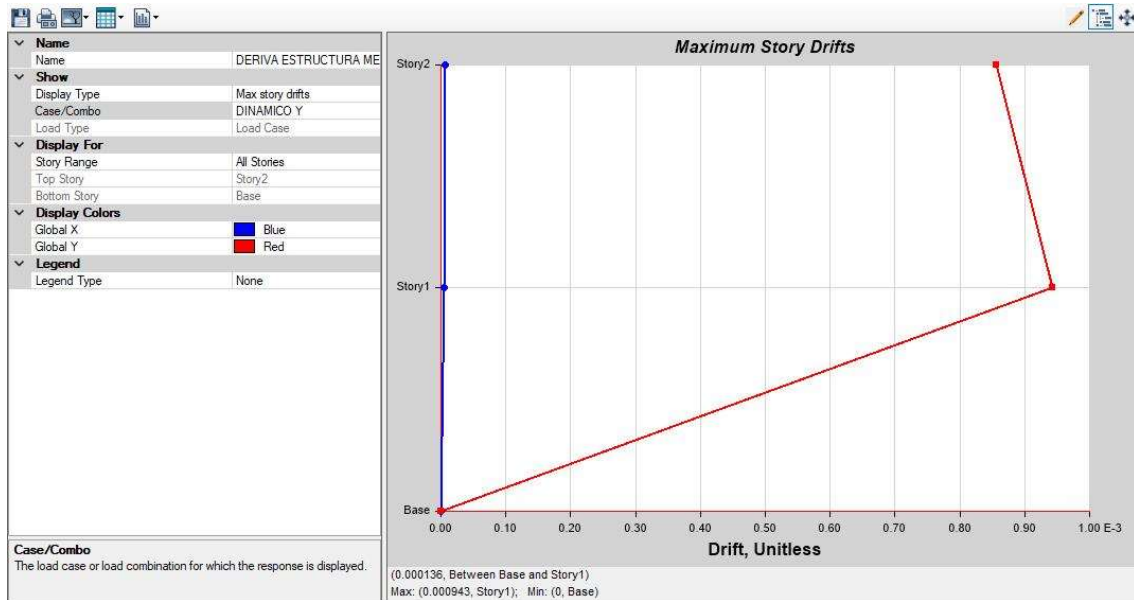 Name
Name DERIVA ESTRUCTURA ME
Show
Display Type Max story drifts
Case/Combo DINAMICO Y
Load Type Load Case
Display For
Story Range All Stories
Top Story Story2
Bottom Story Base
Display Colors
Global X Blue
Global Y Red
Legend
Legend Type None
Case/Combo
The load case or load combination for which the response is displayed.
Maximum Story Drifts
Story2
Story1
Base
0.00 0.10 0.20 0.30 0.40 0.50 0.60 0.70 0.80 0.90 1.00 E-3
Drift, Unitless
(0.000136, Between Base and Story1)
Max: (0.000943, Story1); Min: (0, Base)